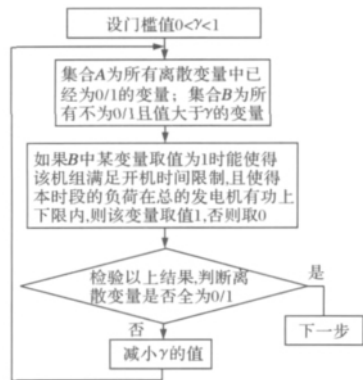 设门槛值0<γ<1
集合A为所有离散变量中已
经为0/1的变量；集合B为所
有不为0/1且值大于γ的变量
如果B中某变量取值为1时能使得
该机组满足开机时间限制,且使得
本时段的负荷在总的发电机有功上
下限内,则该变量取值1,否则取0
检验以上结果,判断离
散变量是否全为0/1
是
否
下一步
减小γ的值